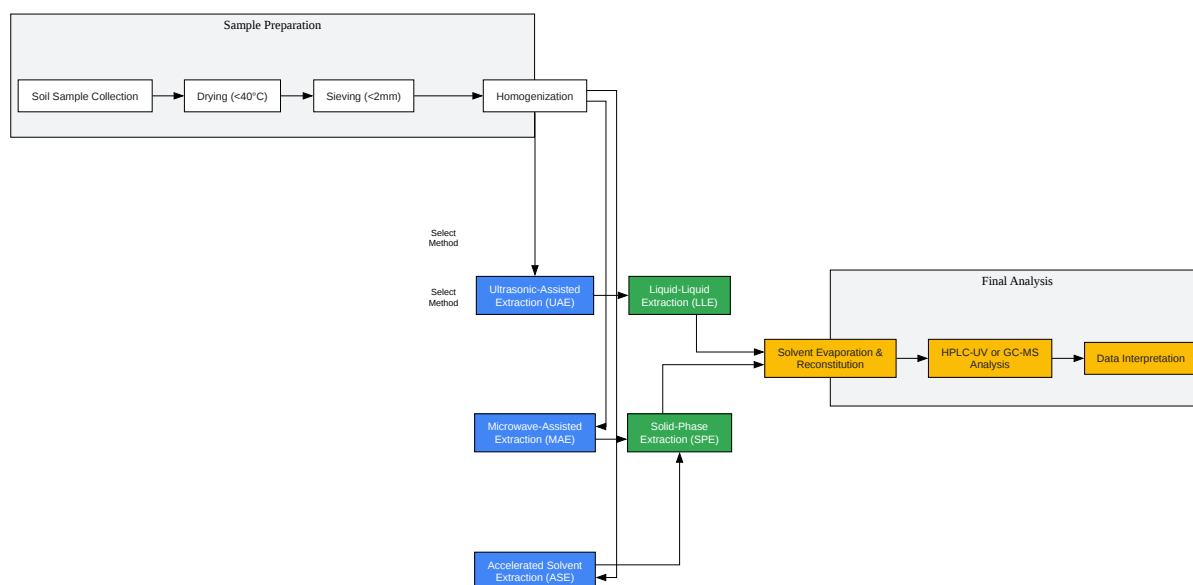 Sample Preparation
Soil Sample Collection
Drying (<40°C)
Sieving (<2mm)
Homogenization
Select
Method
Select
Method
Ultrasonic-Assisted
Extraction (UAE)
Liquid-Liquid
Extraction (LLE)
Final Analysis
Solvent Evaporation &
Reconstitution
HPLC-UV or GC-MS
Analysis
Data Interpretation
Microwave-Assisted
Extraction (MAE)
Solid-Phase
Extraction (SPE)
Accelerated Solvent
Extraction (ASE)